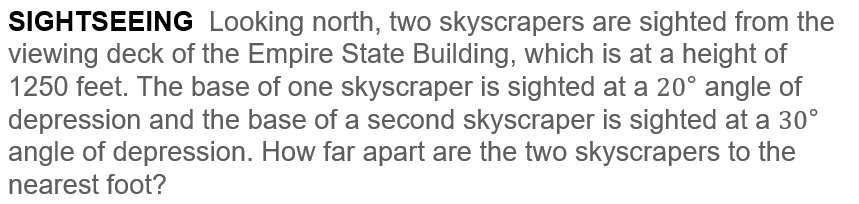 SIGHTSEEING Looking north, two skyscrapers are sighted from the
viewing deck of the Empire State Building, which is at a height of
1250 feet. The base of one skyscraper is sighted at a 20° angle of
depression and the base of a second skyscraper is sighted at a 30°
angle of depression. How far apart are the two skyscrapers to the
nearest foot?